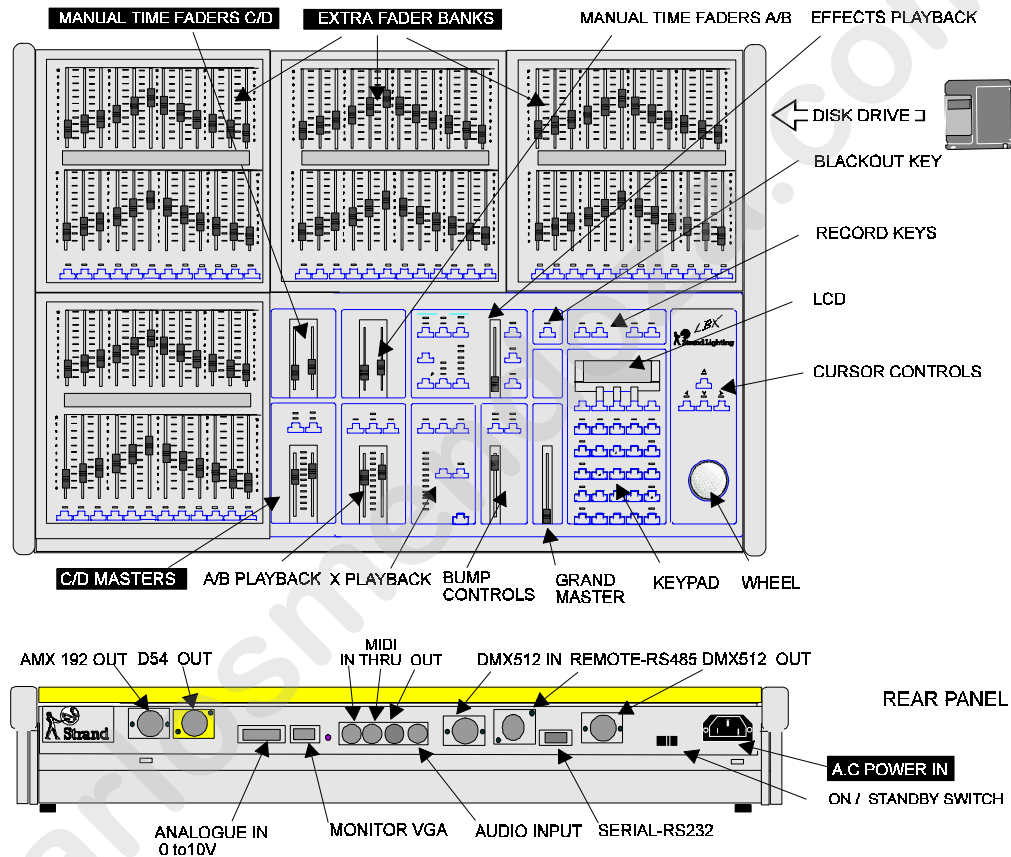 MANUAL TIME FADERS C/D
EXTRA FADER BANKS
MANUAL TIME FADERS A/B
EFFECTS PLAYBACK
DISK DRIVE
BLACKOUT KEY
RECORD KEYS
LCD
LBX
Strand Lighting
CURSOR CONTROLS
C/D MASTERS
A/B PLAYBACK
X PLAYBACK
BUMP
CONTROLS
GRAND
MASTER
KEYPAD
WHEEL
AMX 192 OUT
D54 OUT
MIDI
IN THRU OUT
DMX512 IN
REMOTE-RS485
DMX512 OUT
REAR PANEL
Strand
A.C POWER IN
ON / STANDBY SWITCH
ANALOGUE IN
0 to10V
MONITOR VGA
AUDIO INPUT
SERIAL-RS232